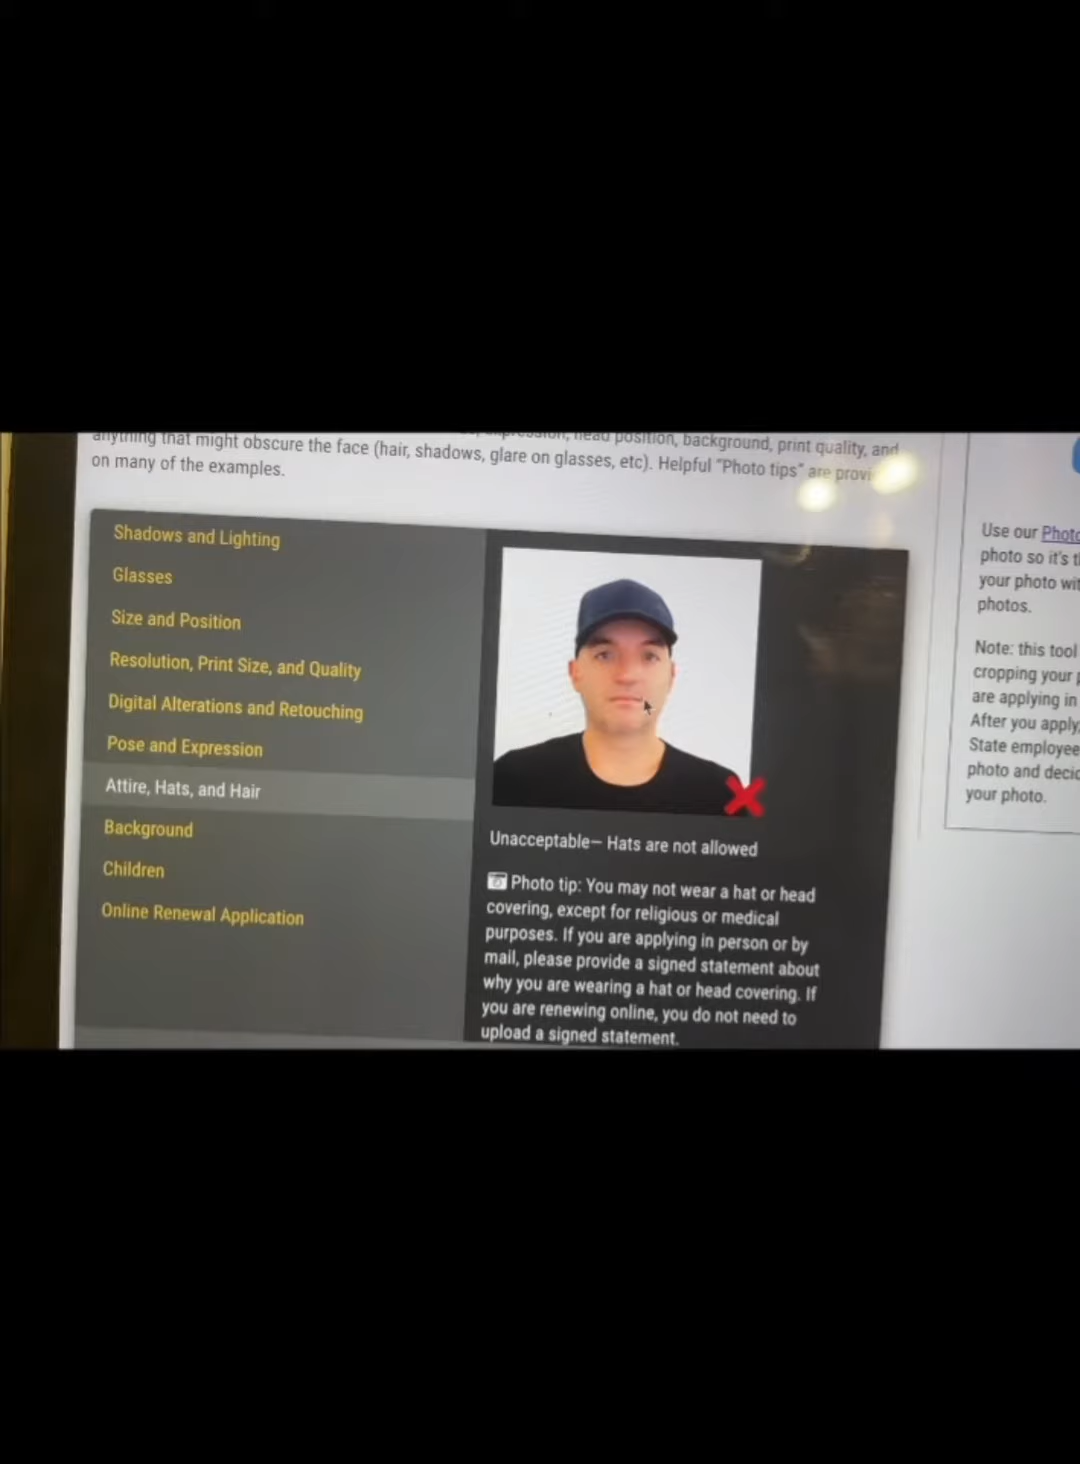 anything that might obscure the face (hair, shadows, glare on glasses, etc). Helpful “Photo tips” are
on many of the examples.
Shadows and Lighting
Glasses
Size and Position
Resolution, Print Size, and Quality
Digital Alterations and Retouching
Pose and Expression
Attire, Hats, and Hair
Background
Children
Online Renewal Application
Unacceptable– Hats are not allowed
Photo tip: You may not wear a hat or head
covering, except for religious or medical
purposes. If you are applying in person or by
mail, please provide a signed statement about
why you are wearing a hat or head covering. If
you are renewing online, you do not need to
upload a signed statement.
Use our
photo so it's
your photo
photos.
Note: this tool
cropping your
are applying in
After you apply,
State employee
photo and
your photo.